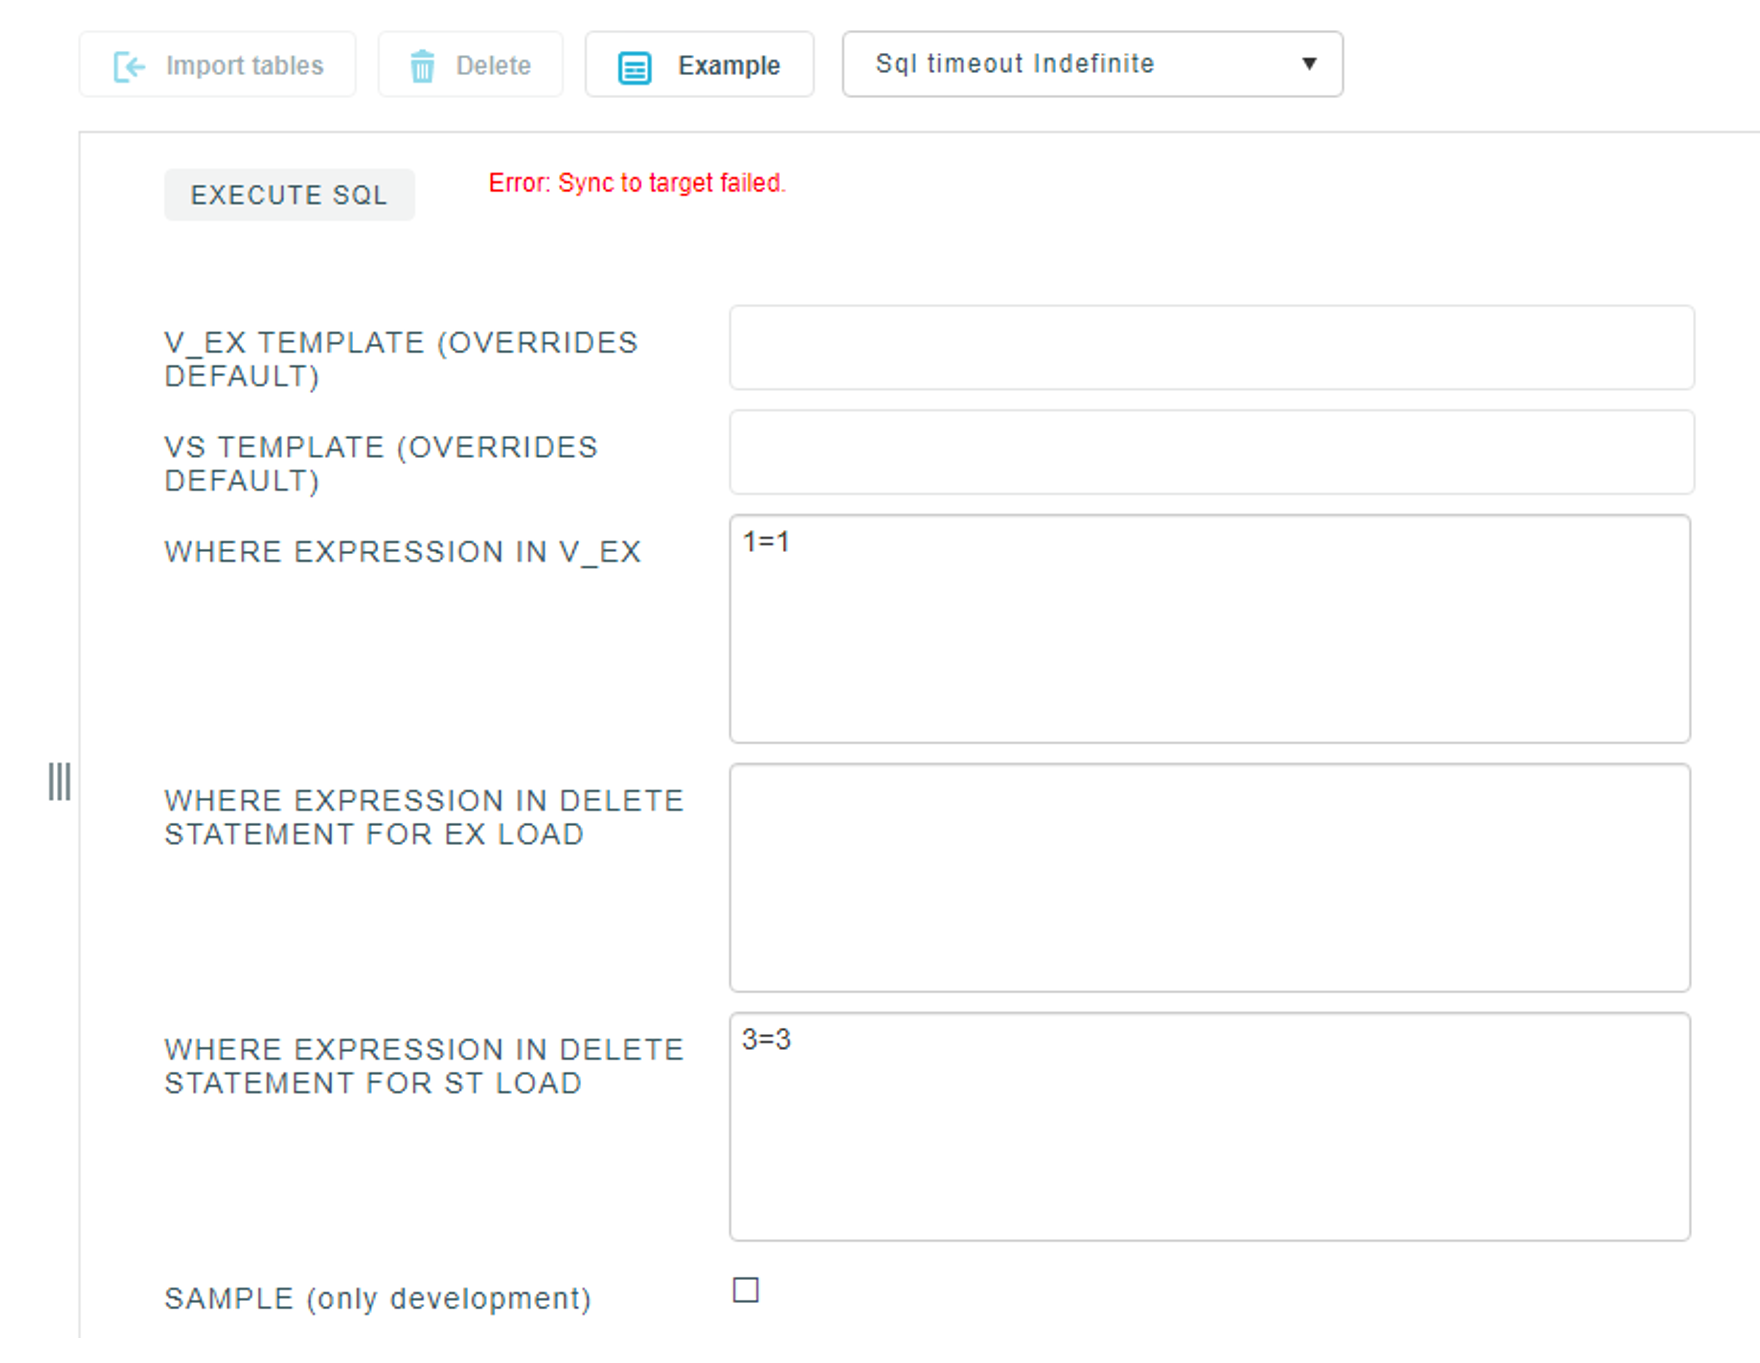 Import tables
Delete
Example
Sql timeout Indefinite
EXECUTE SQL
Error: Sync to target failed.
V_EX TEMPLATE (OVERRIDES
DEFAULT)
VS TEMPLATE (OVERRIDES
DEFAULT)
WHERE EXPRESSION IN V_EX
1=1
WHERE EXPRESSION IN DELETE
STATEMENT FOR EX LOAD
WHERE EXPRESSION IN DELETE
STATEMENT FOR ST LOAD
3=3
SAMPLE (only development)